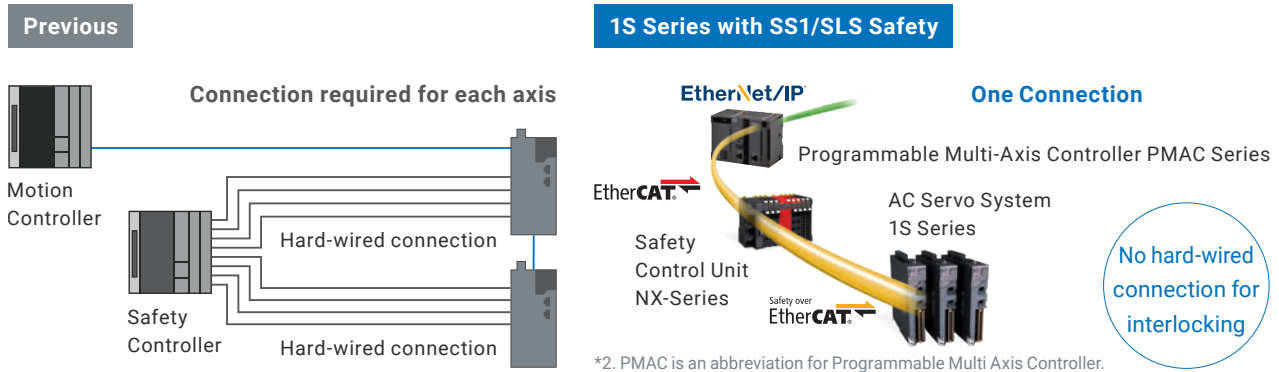 Previous
Connection required for each axis
Motion
Controller
Hard-wired connection
Safety
Controller
Hard-wired connection
1S Series with SS1/SLS Safety
EtherNet/IP
One Connection
Programmable Multi-Axis Controller PMAC Series
EtherCAT®
AC Servo System
1S Series
Safety
Control Unit
NX-Series
Safety over
EtherCAT®
No hard-wired
connection for
interlocking
*2. PMAC is an abbreviation for Programmable Multi Axis Controller.